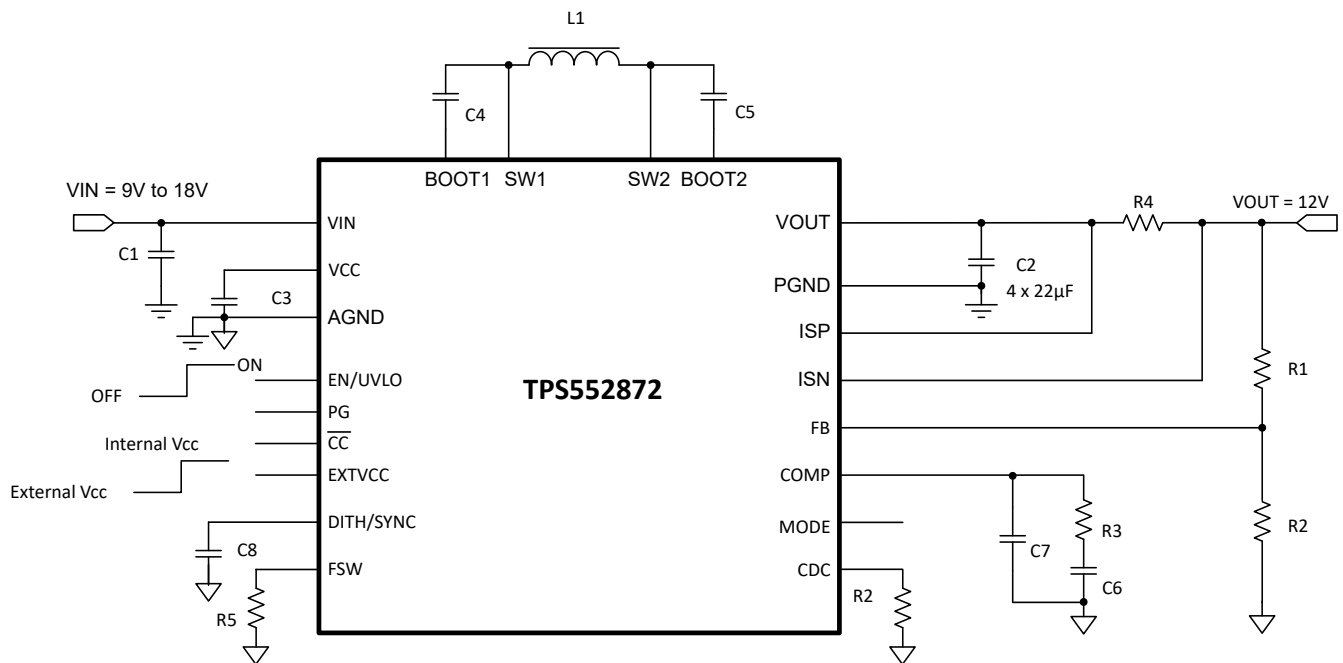 L1
C4
C5
BOOT1 SW1 SW2 BOOT2
VIN = 9V to 18V
VIN
C1
VCC
C3
AGND
ON
OFF
EN/UVLO
PG
Internal Vcc
CC
External Vcc
EXTVCC
DITH/SYNC
C8
FSW
R5
TPS552872
VOUT
R4
VOUT = 12V
C2
4 x 22µF
PGND
ISP
ISN
R1
FB
COMP
R3
R2
C7
MODE
C6
CDC
R2